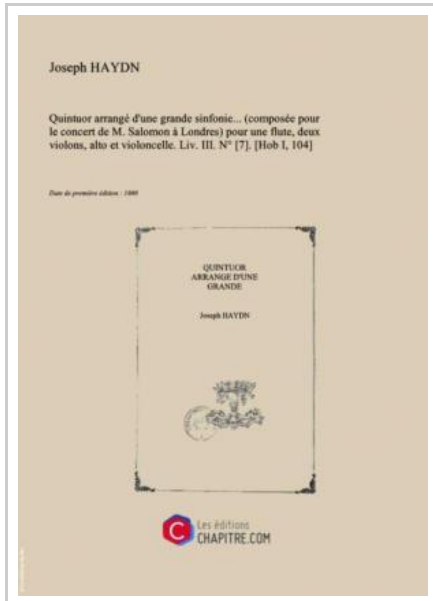 Joseph HAYDN
Quintuor arrangé d'une grande sinfonie... (composée pour
le concert de M. Salomon à Londres) pour une flute, deux
violons, alto et violoncelle. Liv. III. N° [7]. [Hob I, 104]
Date de première édition : 1800
QUINTUOR
ARRANGE D'UNE
GRANDE
Joseph HAYDN
C
Les éditions
CHAPITRE.COM